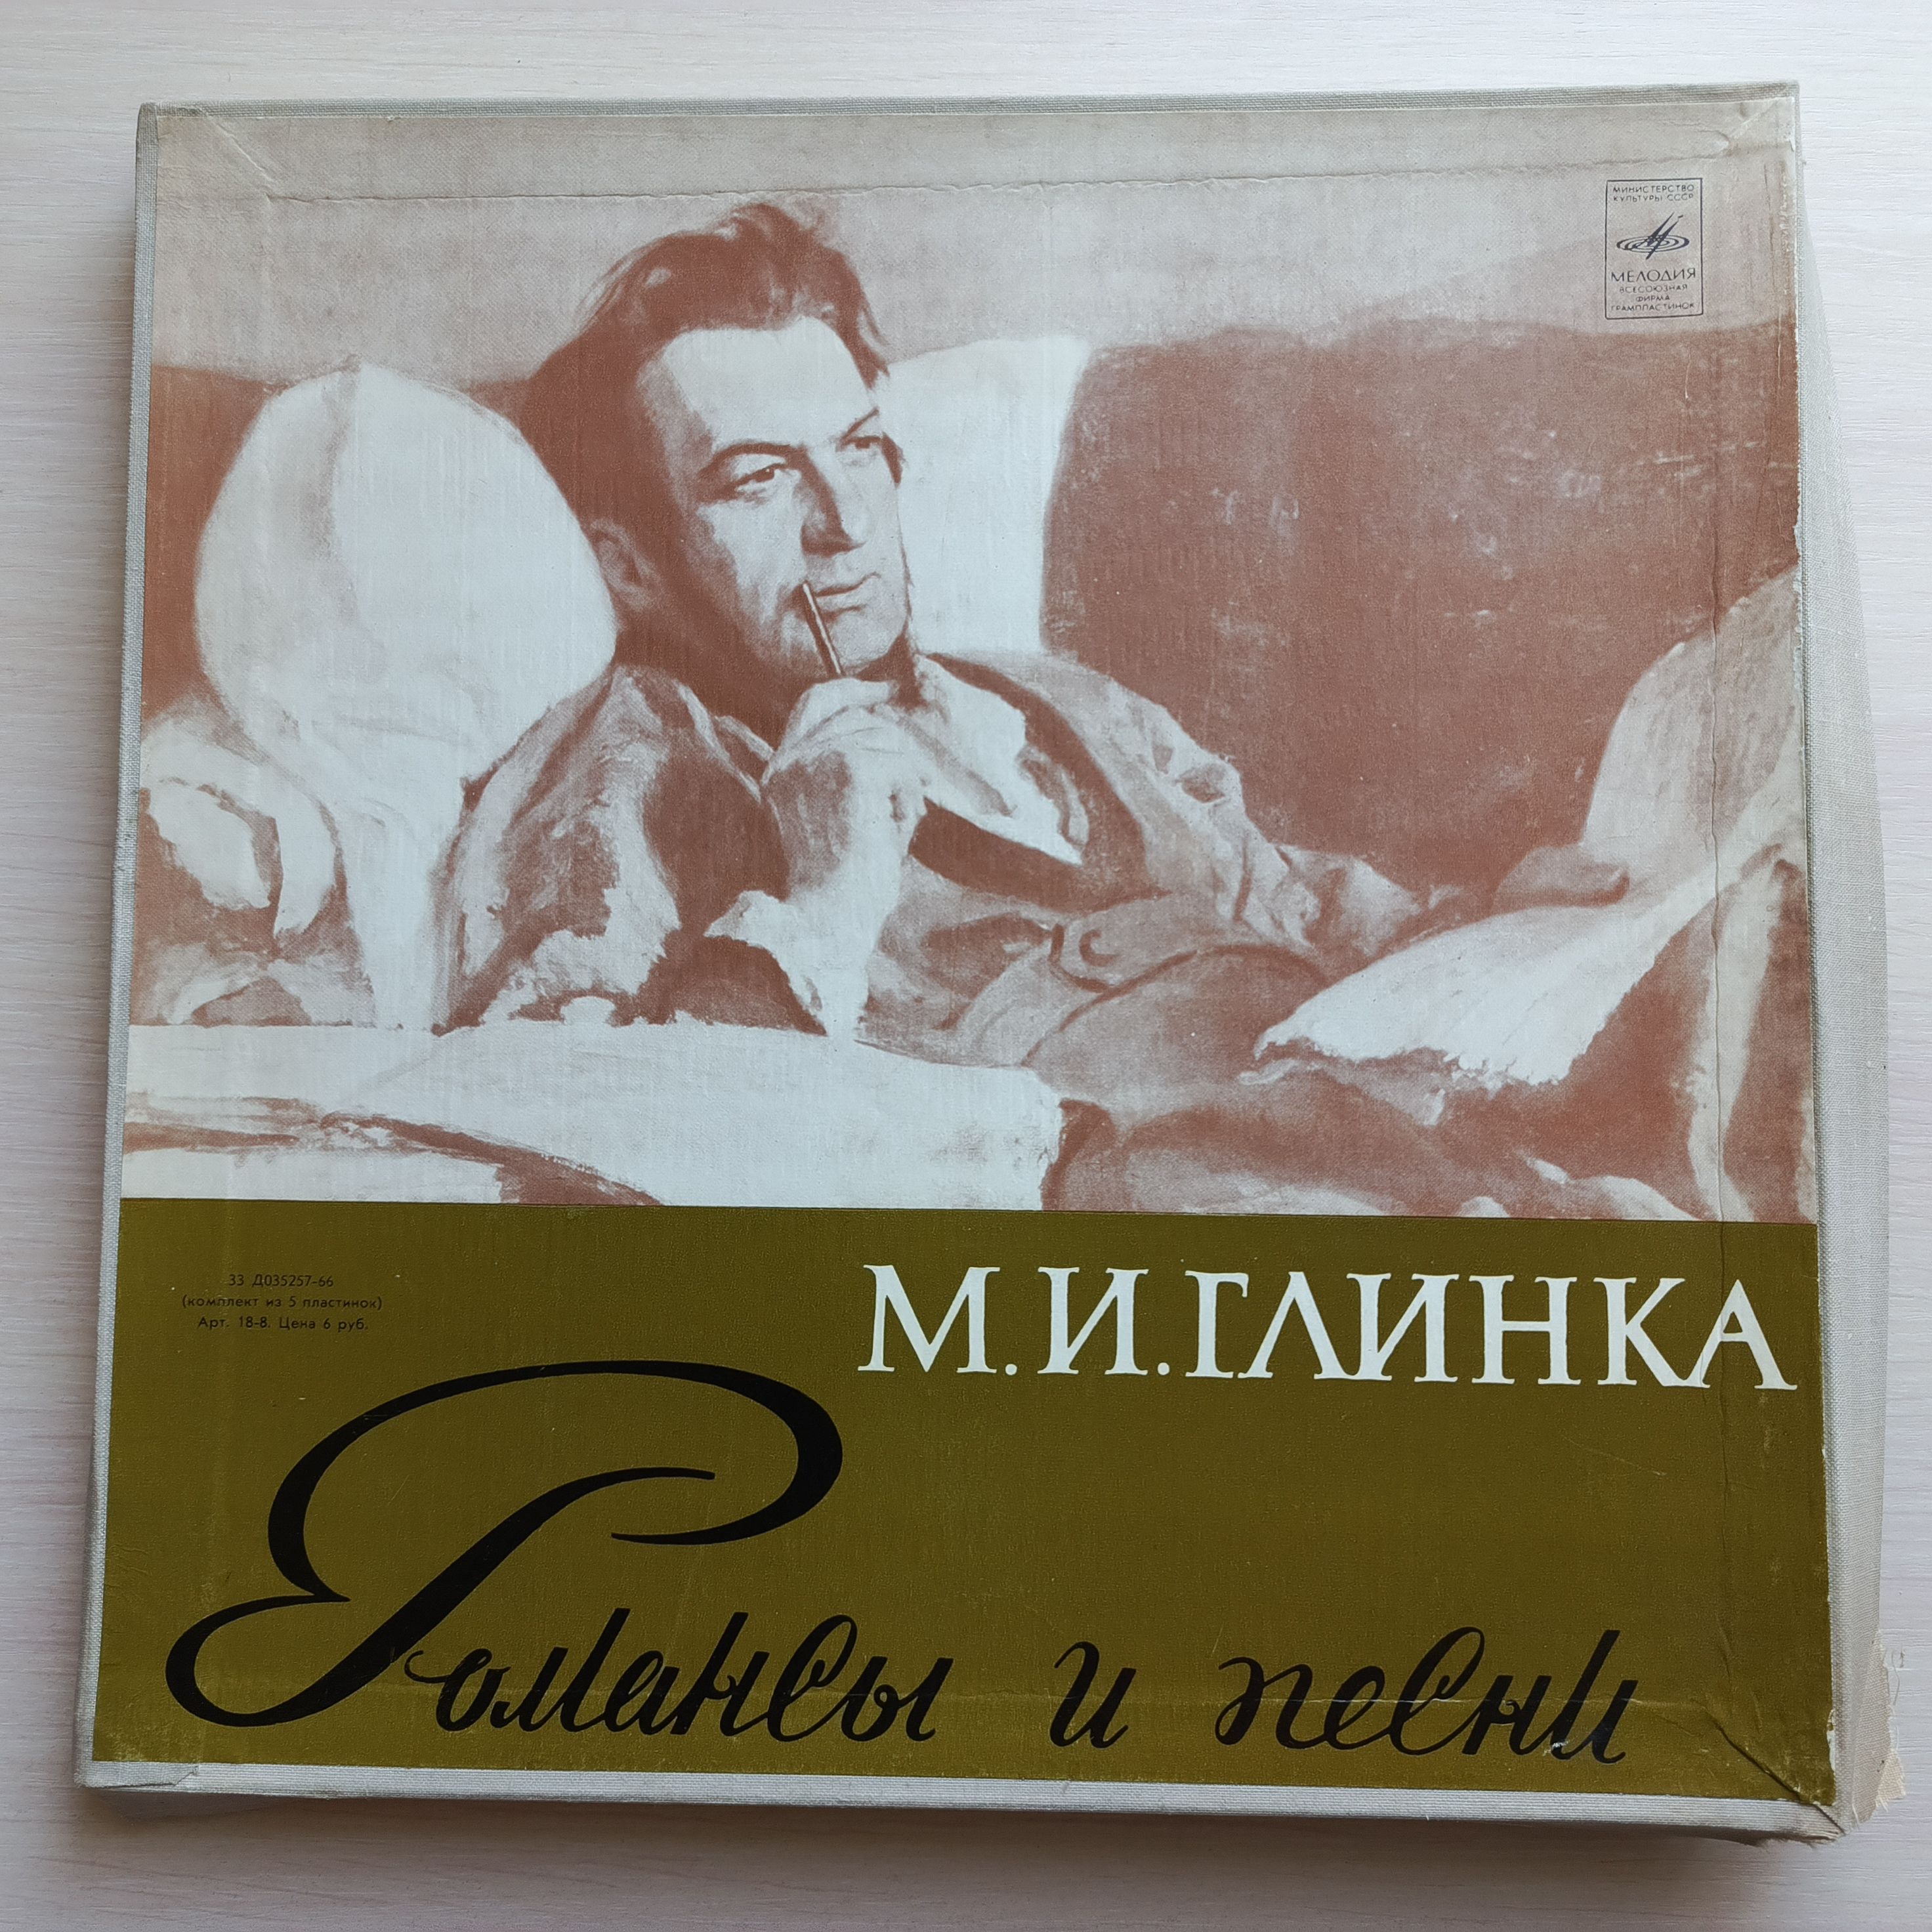 МИНИСТЕРСТВО
КУЛЬТУРЫ СССР
МЕЛОДИЯ
ВСЕСОЮЗНАЯ
ФИРМА
ГРАМПЛАСТИНОК
33 Д035257-66
(комплект из 5 пластинок)
Арт. 18-8. Цена 6 руб.
М.И.ГЛИНКА
Романсы и песни